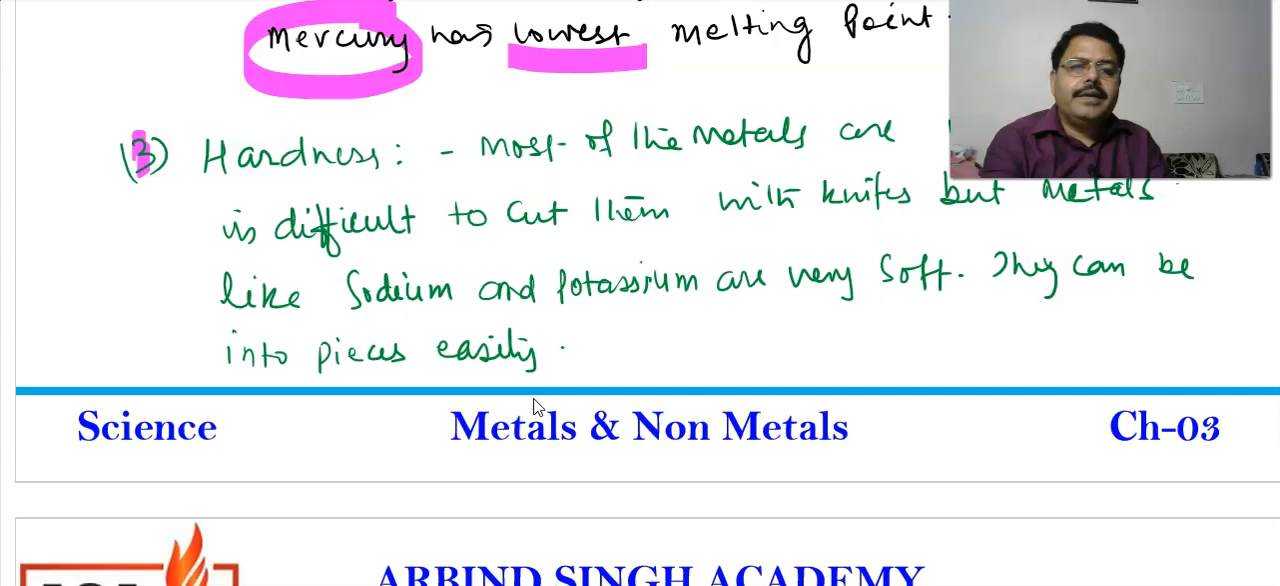 Mercury has lowest melting Point.
(3) Hardness: - Most of the metals are
is difficult to cut them with knifes but Metals
like Sodium and Potassium are very Soft. They can be
into pieces easily.
Science Metals & Non Metals Ch-03
ARBIND SINGH ACADEMY